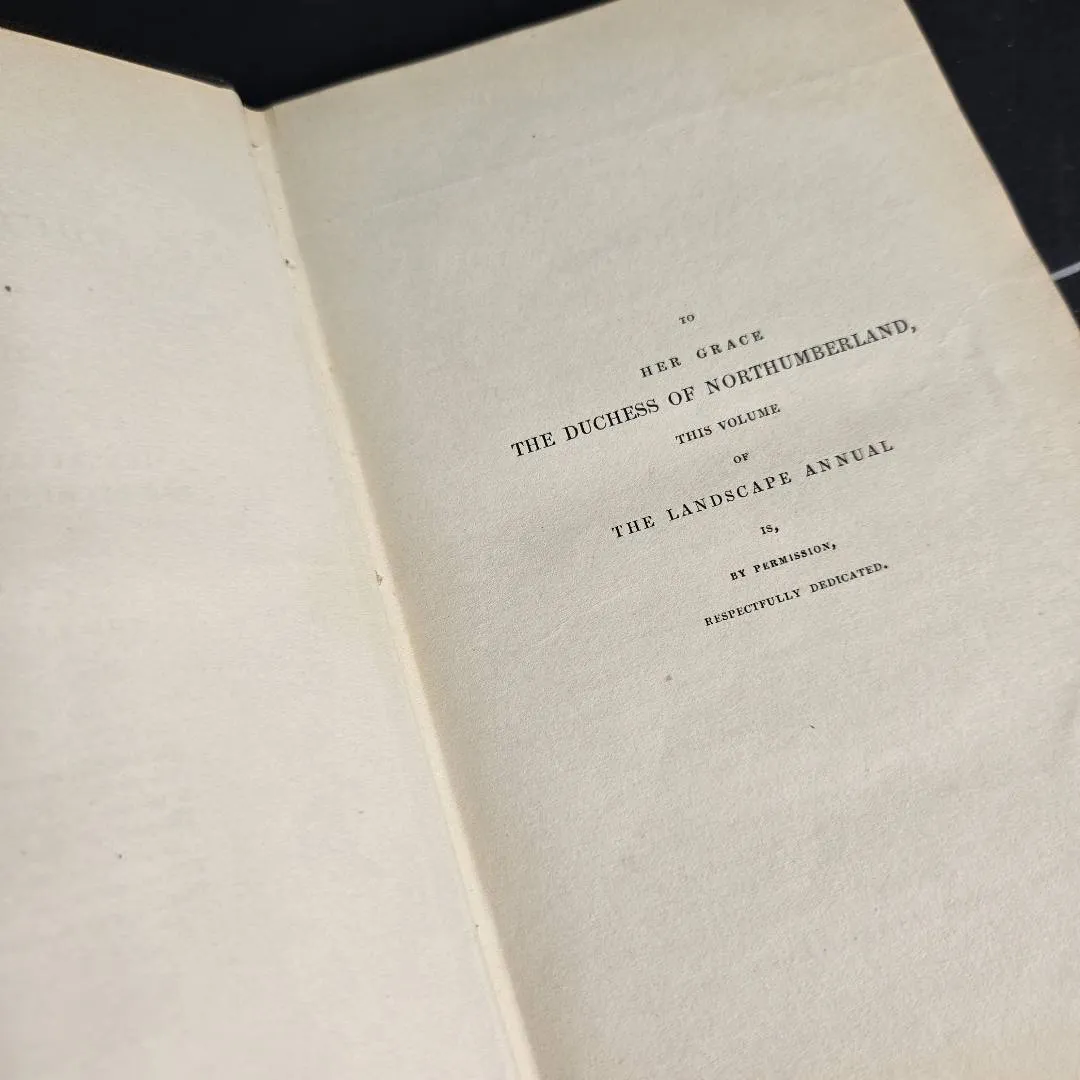 TO
HER GRACE
THE DUCHESS OF NORTHUMBERLAND,
THIS VOLUME
OF
THE LANDSCAPE ANNUAL
IS,
BY PERMISSION,
RESPECTFULLY DEDICATED.